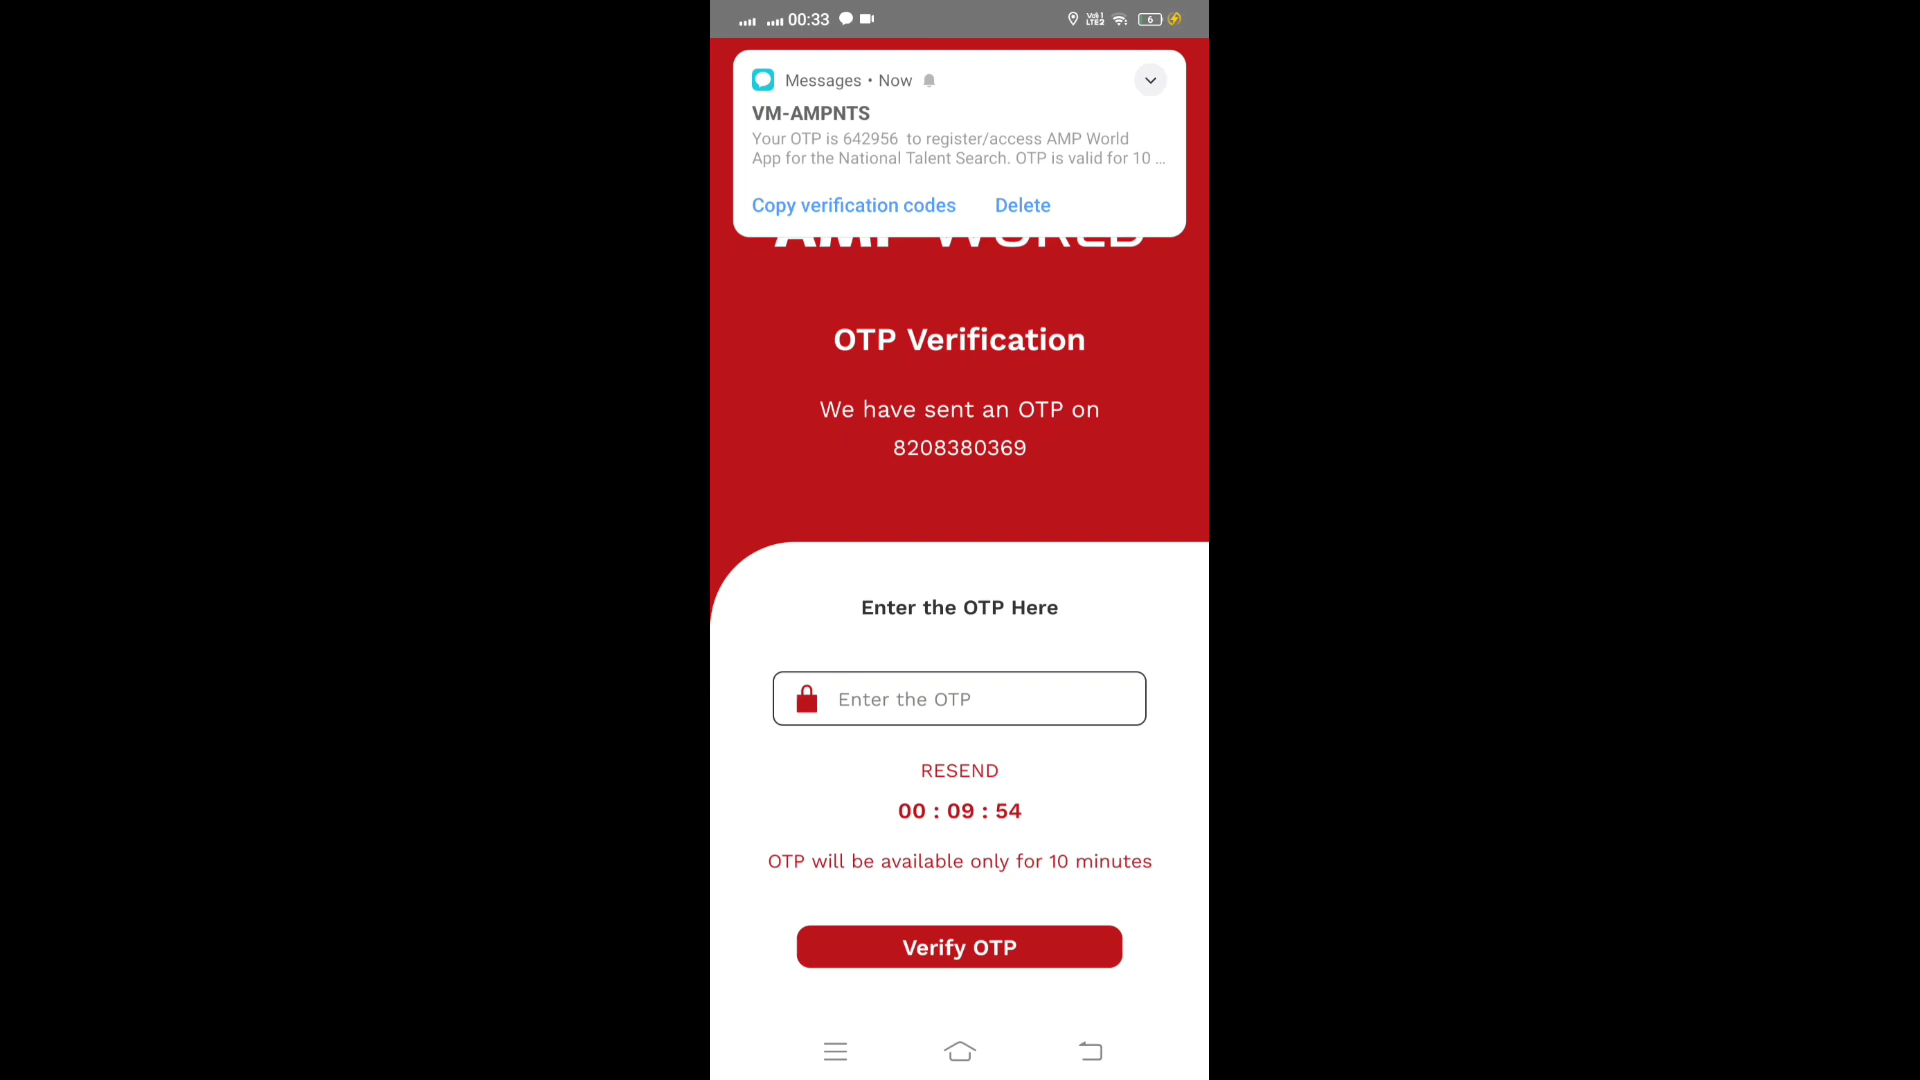 00:33
Messages • Now
VM-AMPNTS
Your OTP is 642956 to register/access AMP World
App for the National Talent Search. OTP is valid for 10 ...
Copy verification codes Delete
AMP WORLD
OTP Verification
We have sent an OTP on
8208380369
Enter the OTP Here
Enter the OTP
RESEND
00 : 09 : 54
OTP will be available only for 10 minutes
Verify OTP